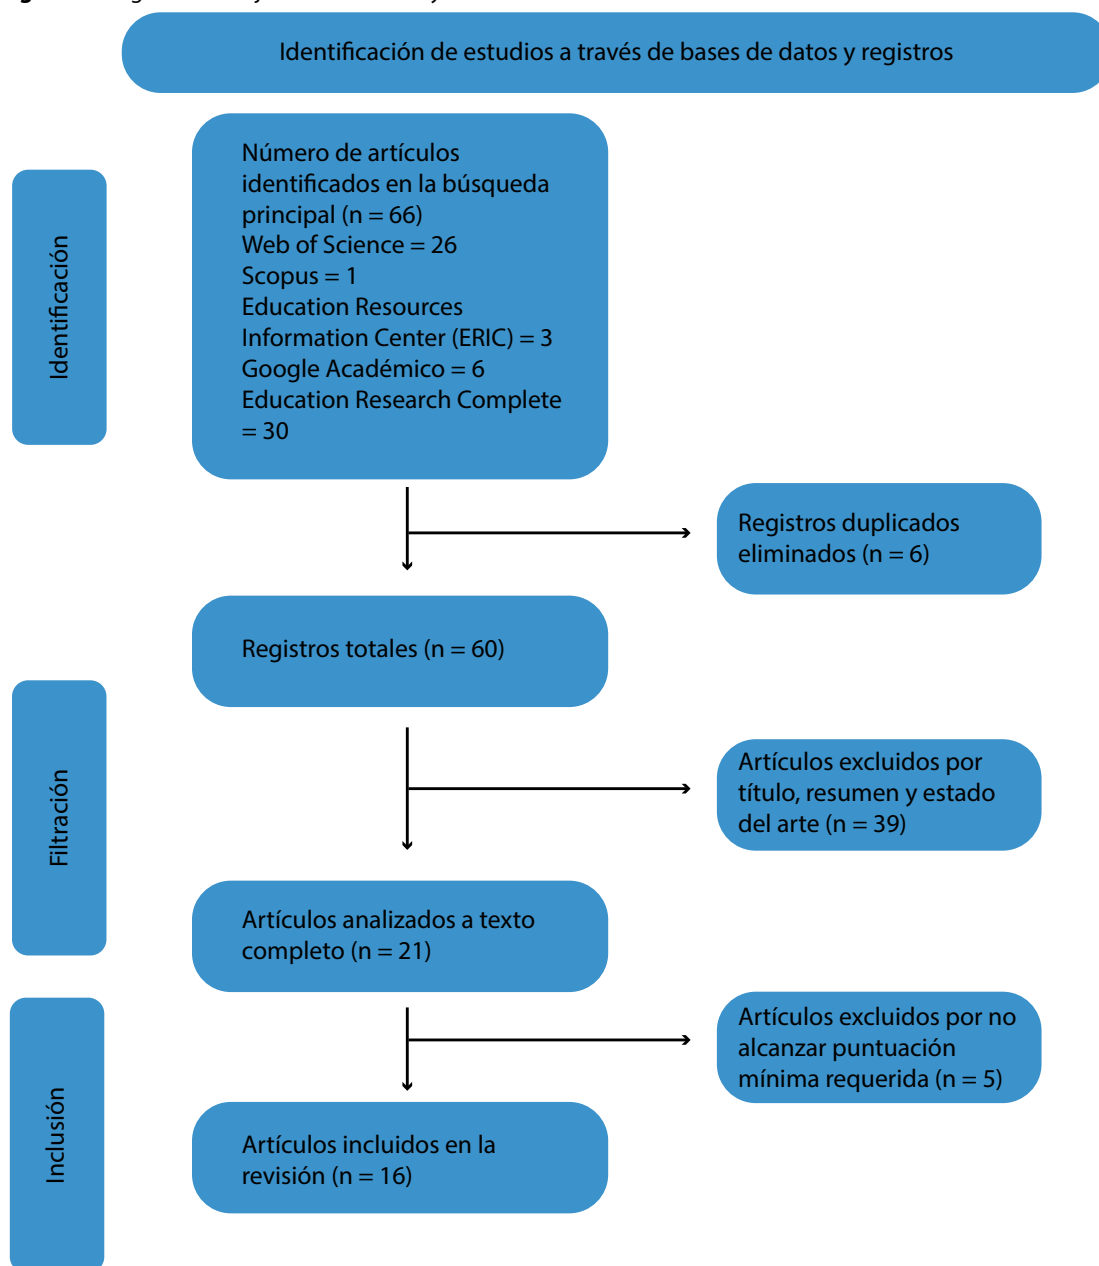 Identificación de estudios a través de bases de datos y registros
Identificación
Número de artículos
identificados en la búsqueda
principal (n = 66)
Web of Science = 26
Scopus = 1
Education Resources
Information Center (ERIC) = 3
Google Académico = 6
Education Research Complete
= 30
Registros duplicados
eliminados (n = 6)
Registros totales (n = 60)
Filtración
Artículos excluidos por
título, resumen y estado
del arte (n = 39)
Artículos analizados a texto
completo (n = 21)
Inclusión
Artículos excluidos por no
alcanzar puntuación
mínima requerida (n = 5)
Artículos incluidos en la
revisión (n = 16)